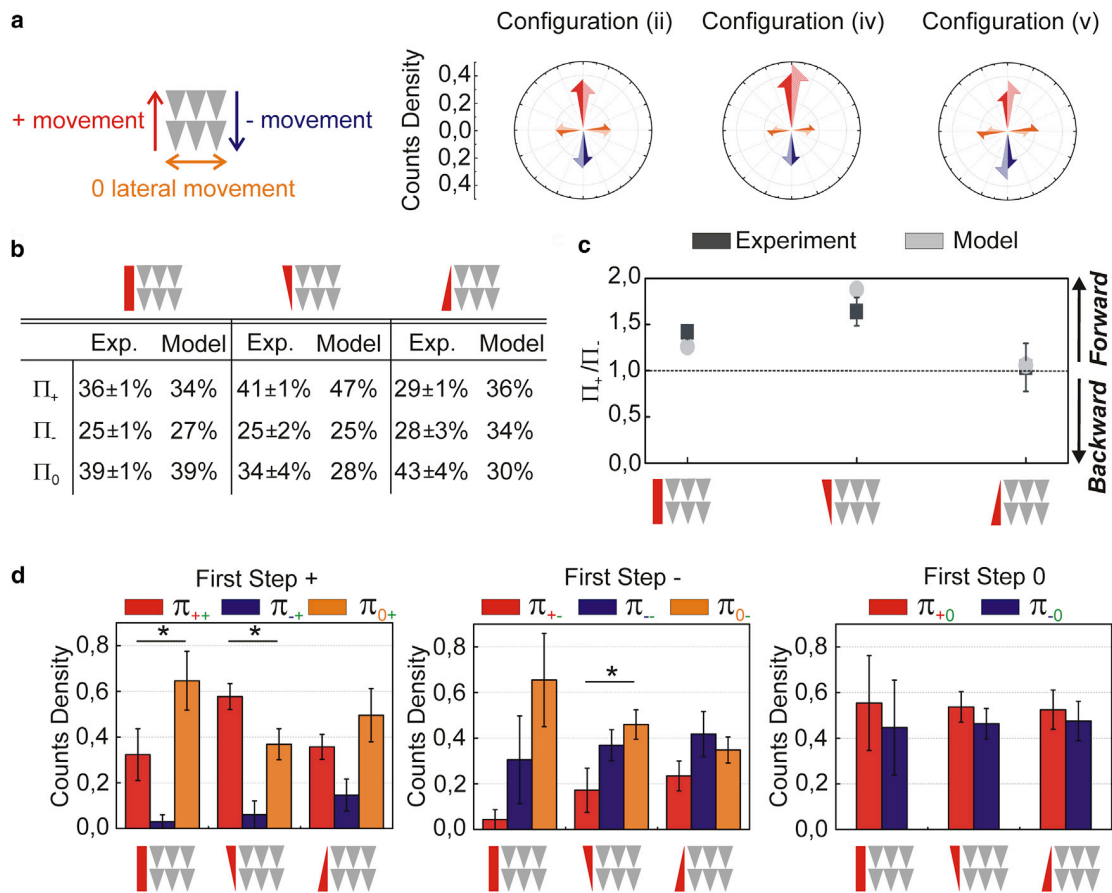 a
Configuration (ii) Configuration (iv) Configuration (v)
+ movement
- movement
0 lateral movement
Counts Density
0,4
0,2
0,0
0,2
0,4
b
Exp. Model Exp. Model Exp. Model
Π+ 36±1% 34% 41±1% 47% 29±1% 36%
Π- 25±1% 27% 25±2% 25% 28±3% 34%
Π0 39±1% 39% 34±4% 28% 43±4% 30%
c
Experiment Model
Π+/Π-
2,0
1,5
1,0
0,5
0,0
Forward
Backward
d
First Step +
π++ π-+ π0+
*
*
Counts Density
0,8
0,6
0,4
0,2
0,0
First Step -
π+- π-- π0-
*
Counts Density
0,8
0,6
0,4
0,2
0,0
First Step 0
π+0 π-0
Counts Density
0,8
0,6
0,4
0,2
0,0